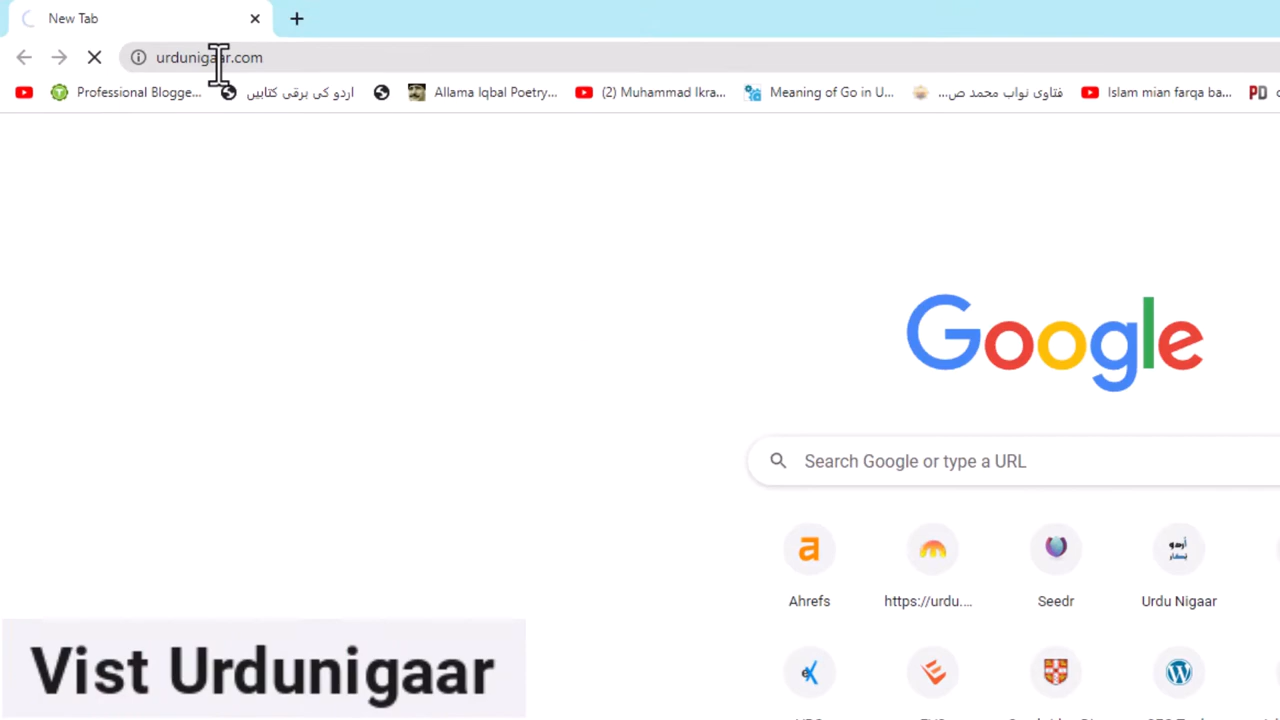 New Tab
urdunigaar.com
Professional Blogge...
اردو کی برقی کتابیں
Allama Iqbal Poetry...
(2) Muhammad Ikra...
Meaning of Go in U...
فتاوی نواب محمد ص...
Islam mian farqa ba...
PD
Google
Search Google or type a URL
a
أردو
نگار
Ahrefs
https://urdu....
Seedr
Urdu Nigaar
Vist Urdunigaar